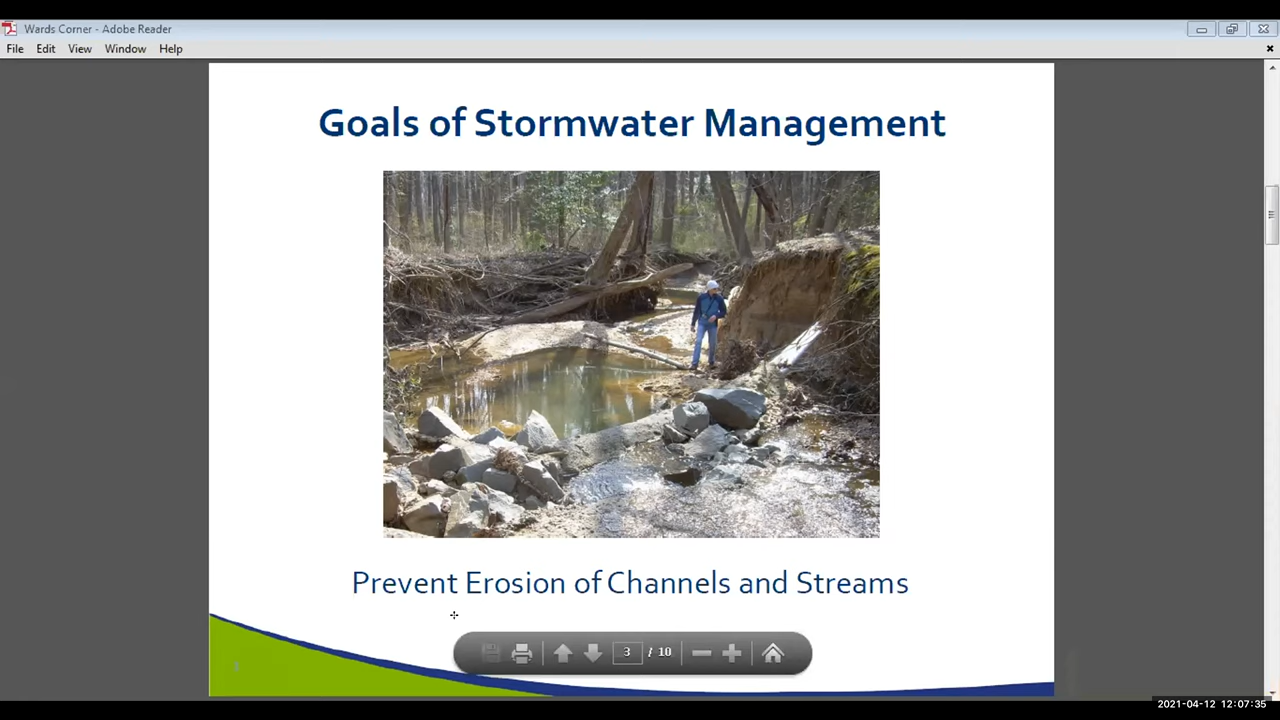 Wards Corner - Adobe Reader
File Edit View Window Help
Goals of Stormwater Management
Prevent Erosion of Channels and Streams
3 / 10
2021-04-12 12:07:35